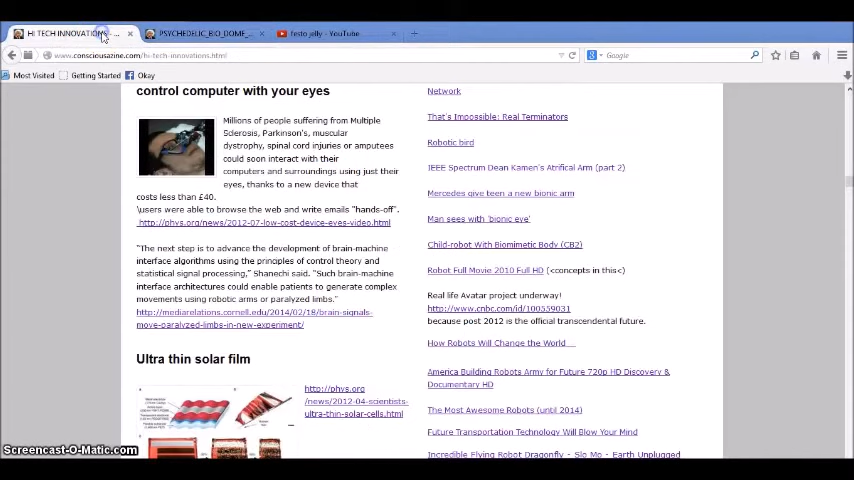 HI TECH INNOVATIONS - ...
PSYCHEDELIC_BIO_DOME_...
festo jelly - YouTube
www.consciousazine.com/hi-tech-innovations.html
Google
Most Visited
Getting Started
Okay
control computer with your eyes
Millions of people suffering from Multiple
Sclerosis, Parkinson's, muscular
dystrophy, spinal cord injuries or amputees
could soon interact with their
computers and surroundings using just their
eyes, thanks to a new device that
costs less than £40.
\users were able to browse the web and write emails "hands-off".
http://phys.org/news/2012-07-low-cost-device-eyes-video.html
"The next step is to advance the development of brain-machine
interface algorithms using the principles of control theory and
statistical signal processing," Shanechi said. "Such brain-machine
interface architectures could enable patients to generate complex
movements using robotic arms or paralyzed limbs."
http://mediarelations.cornell.edu/2014/02/18/brain-signals-
move-paralyzed-limbs-in-new-experiment/
Ultra thin solar film
http://phys.org
/news/2012-04-scientists-
ultra-thin-solar-cells.html
Network
That's Impossible: Real Terminators
Robotic bird
IEEE Spectrum Dean Kamen's Atrifical Arm (part 2)
Mercedes give teen a new bionic arm
Man sees with 'bionic eye'
Child-robot With Biomimetic Body (CB2)
Robot Full Movie 2010 Full HD (<concepts in this<)
Real life Avatar project underway!
http://www.cnbc.com/id/100559031
because post 2012 is the official transcendental future.
How Robots Will Change the World
America Building Robots Army for Future 720p HD Discovery &
Documentary HD
The Most Awesome Robots (until 2014)
Future Transportation Technology Will Blow Your Mind
Incredible Flying Robot Dragonfly - Slo Mo - Earth Unplugged
Screencast-O-Matic.com